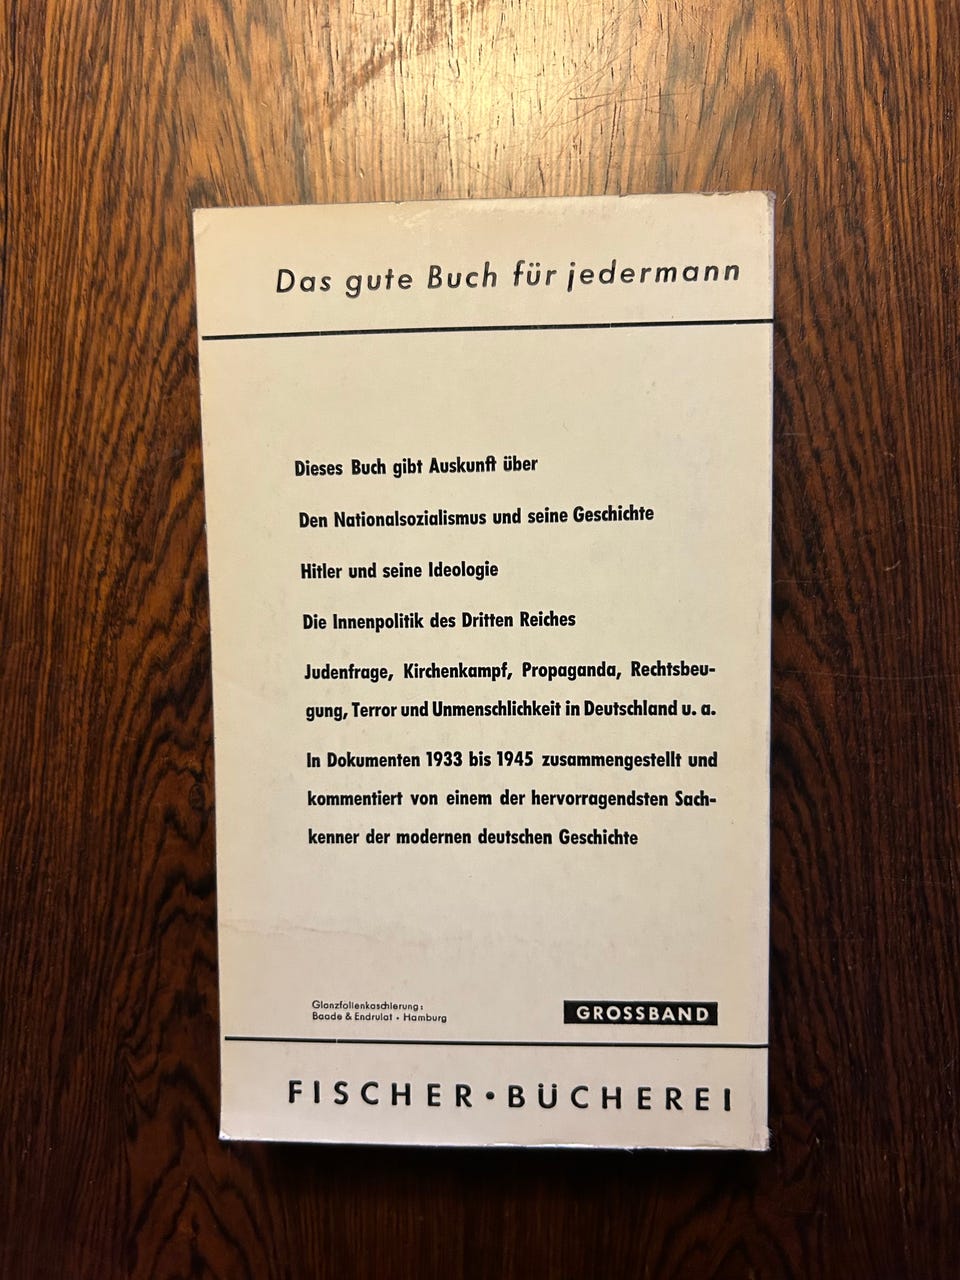 Das gute Buch für jedermann
Dieses Buch gibt Auskunft über
Den Nationalsozialismus und seine Geschichte
Hitler und seine Ideologie
Die Innenpolitik des Dritten Reiches
Judenfrage, Kirchenkampf, Propaganda, Rechtsbeu-
gung, Terror und Unmenschlichkeit in Deutschland u. a.
In Dokumenten 1933 bis 1945 zusammengestellt und
kommentiert von einem der hervorragendsten Sach-
kenner der modernen deutschen Geschichte
Glanzfolienkaschierung:
Baade & Endrulat • Hamburg
GROSSBAND
FISCHER • BÜCHEREI